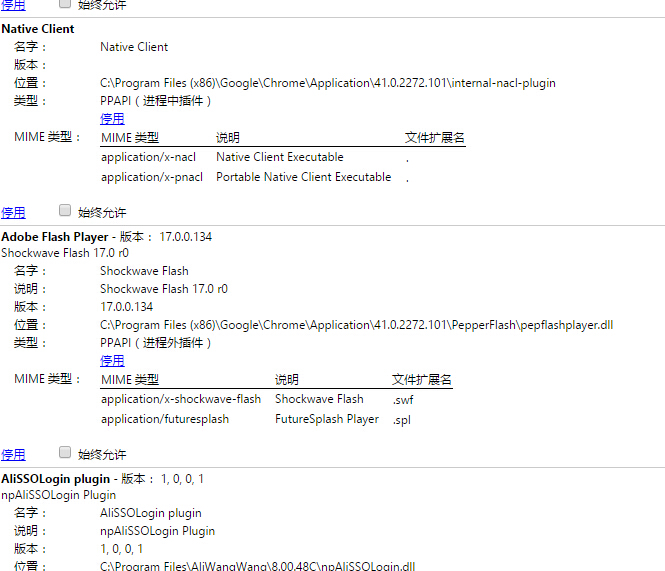 停用 始终允许
Native Client
名字： Native Client
版本：
位置： C:\Program Files (x86)\Google\Chrome\Application\41.0.2272.101\internal-nacl-plugin
类型： PPAPI（进程中插件）
停用
MIME 类型： MIME 类型 说明 文件扩展名
application/x-nacl Native Client Executable .
application/x-pnacl Portable Native Client Executable .
停用 始终允许
Adobe Flash Player - 版本： 17.0.0.134
Shockwave Flash 17.0 r0
名字： Shockwave Flash
说明： Shockwave Flash 17.0 r0
版本： 17.0.0.134
位置： C:\Program Files (x86)\Google\Chrome\Application\41.0.2272.101\PepperFlash\pepflashplayer.dll
类型： PPAPI（进程外插件）
停用
MIME 类型： MIME 类型 说明 文件扩展名
application/x-shockwave-flash Shockwave Flash .swf
application/futuresplash FutureSplash Player .spl
停用 始终允许
AliSSOLogin plugin - 版本： 1, 0, 0, 1
npAliSSOLogin Plugin
名字： AliSSOLogin plugin
说明： npAliSSOLogin Plugin
版本： 1, 0, 0, 1
位置： C:\Program Files\AliWangWang\8.00.48C\npAliSSOLogin.dll